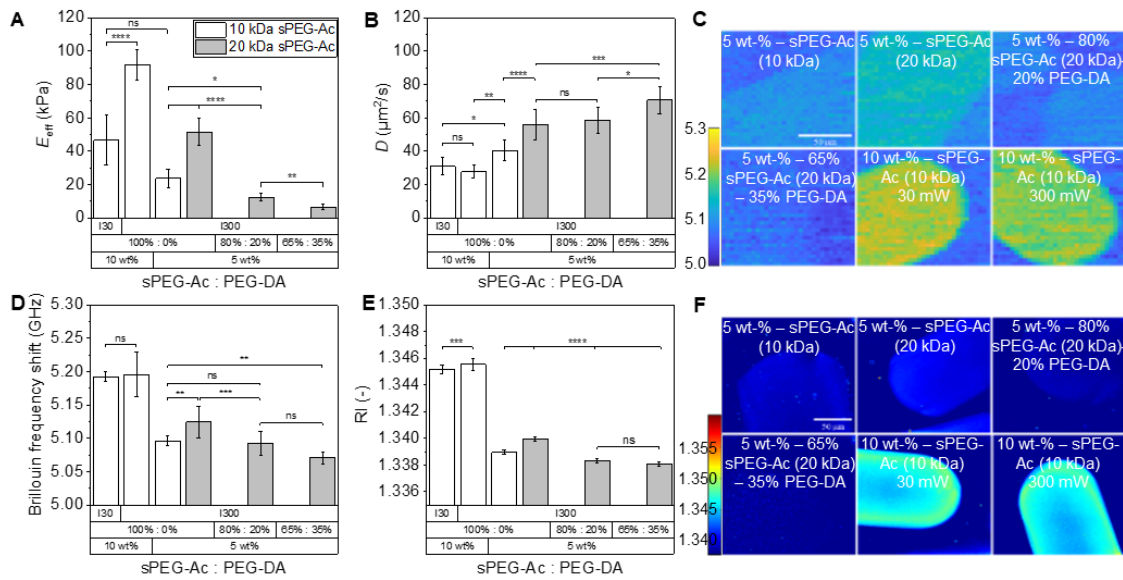 A
120
100
80
60
40
20
0
E_eff (kPa)
ns
****
10 kDa sPEG-Ac
20 kDa sPEG-Ac
*
****
**
I30
I300
100% : 0%
80% : 20%
65% : 35%
10 wt%
5 wt%
sPEG-Ac : PEG-DA
B
120
100
80
60
40
20
0
D (μm²/s)
***
****
*
**
ns
*
ns
I30
I300
100% : 0%
80% : 20%
65% : 35%
10 wt%
5 wt%
sPEG-Ac : PEG-DA
C
5 wt-% – sPEG-Ac
(10 kDa)
5 wt-% – sPEG-Ac
(20 kDa)
5 wt-% – 80%
sPEG-Ac (20 kDa)–
20% PEG-DA
50 μm
5.3
5.2
5.1
5.0
5 wt-% – 65%
sPEG-Ac (20 kDa)
– 35% PEG-DA
10 wt-% – sPEG-
Ac (10 kDa)
30 mW
10 wt-% – sPEG-
Ac (10 kDa)
300 mW
D
5.30
5.25
5.20
5.15
5.10
5.05
5.00
Brillouin frequency shift (GHz)
ns
**
ns
**
***
ns
I30
I300
100% : 0%
80% : 20%
65% : 35%
10 wt%
5 wt%
sPEG-Ac : PEG-DA
E
1.350
1.348
1.346
1.344
1.342
1.340
1.338
1.336
RI (-)
***
****
ns
I30
I300
100% : 0%
80% : 20%
65% : 35%
10 wt%
5 wt%
sPEG-Ac : PEG-DA
F
5 wt-% – sPEG-Ac
(10 kDa)
5 wt-% – sPEG-Ac
(20 kDa)
5 wt-% – 80%
sPEG-Ac (20 kDa)–
20% PEG-DA
50 μm
1.355
1.350
1.345
1.340
5 wt-% – 65%
sPEG-Ac (20 kDa)
– 35% PEG-DA
10 wt-% – sPEG-
Ac (10 kDa)
30 mW
10 wt-% – sPEG-
Ac (10 kDa)
300 mW